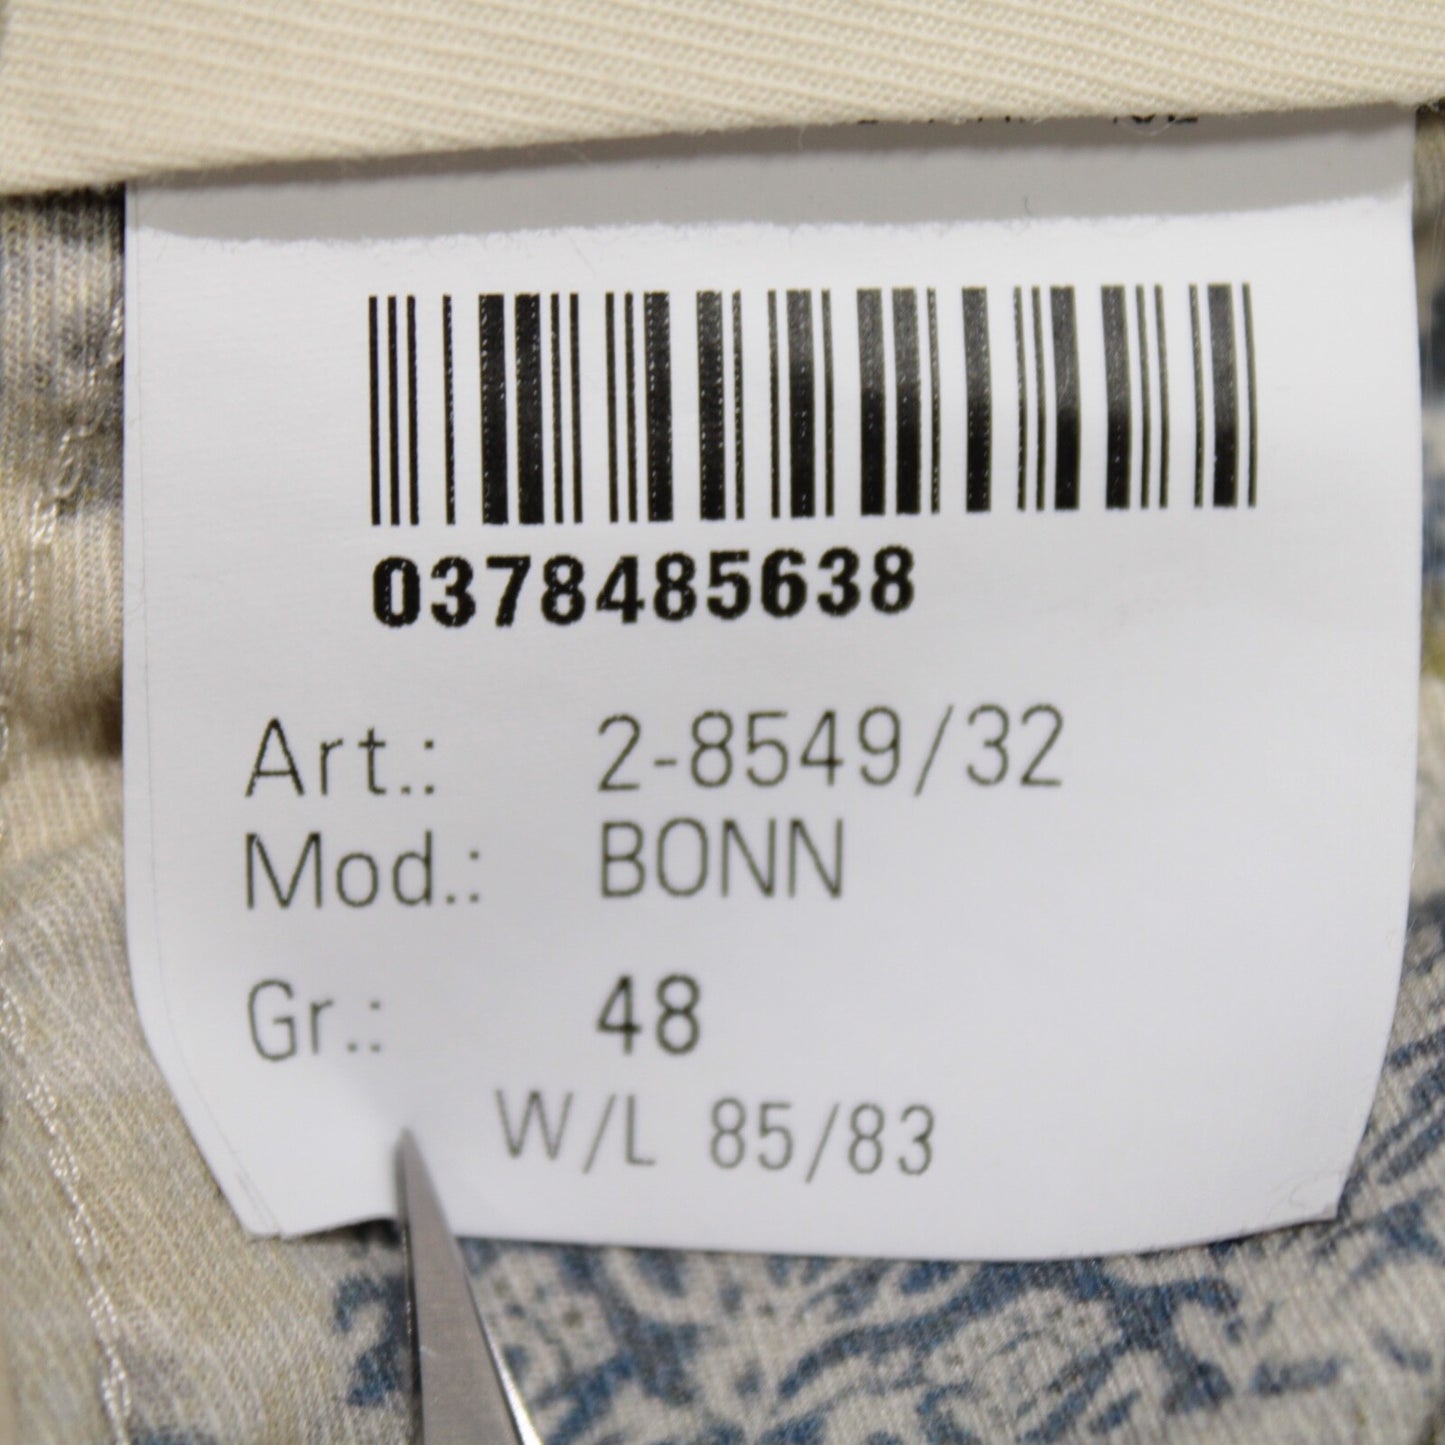 0378485638
Art.: 2-8549/32
Mod.: BONN
Gr.: 48
W/L 85/83